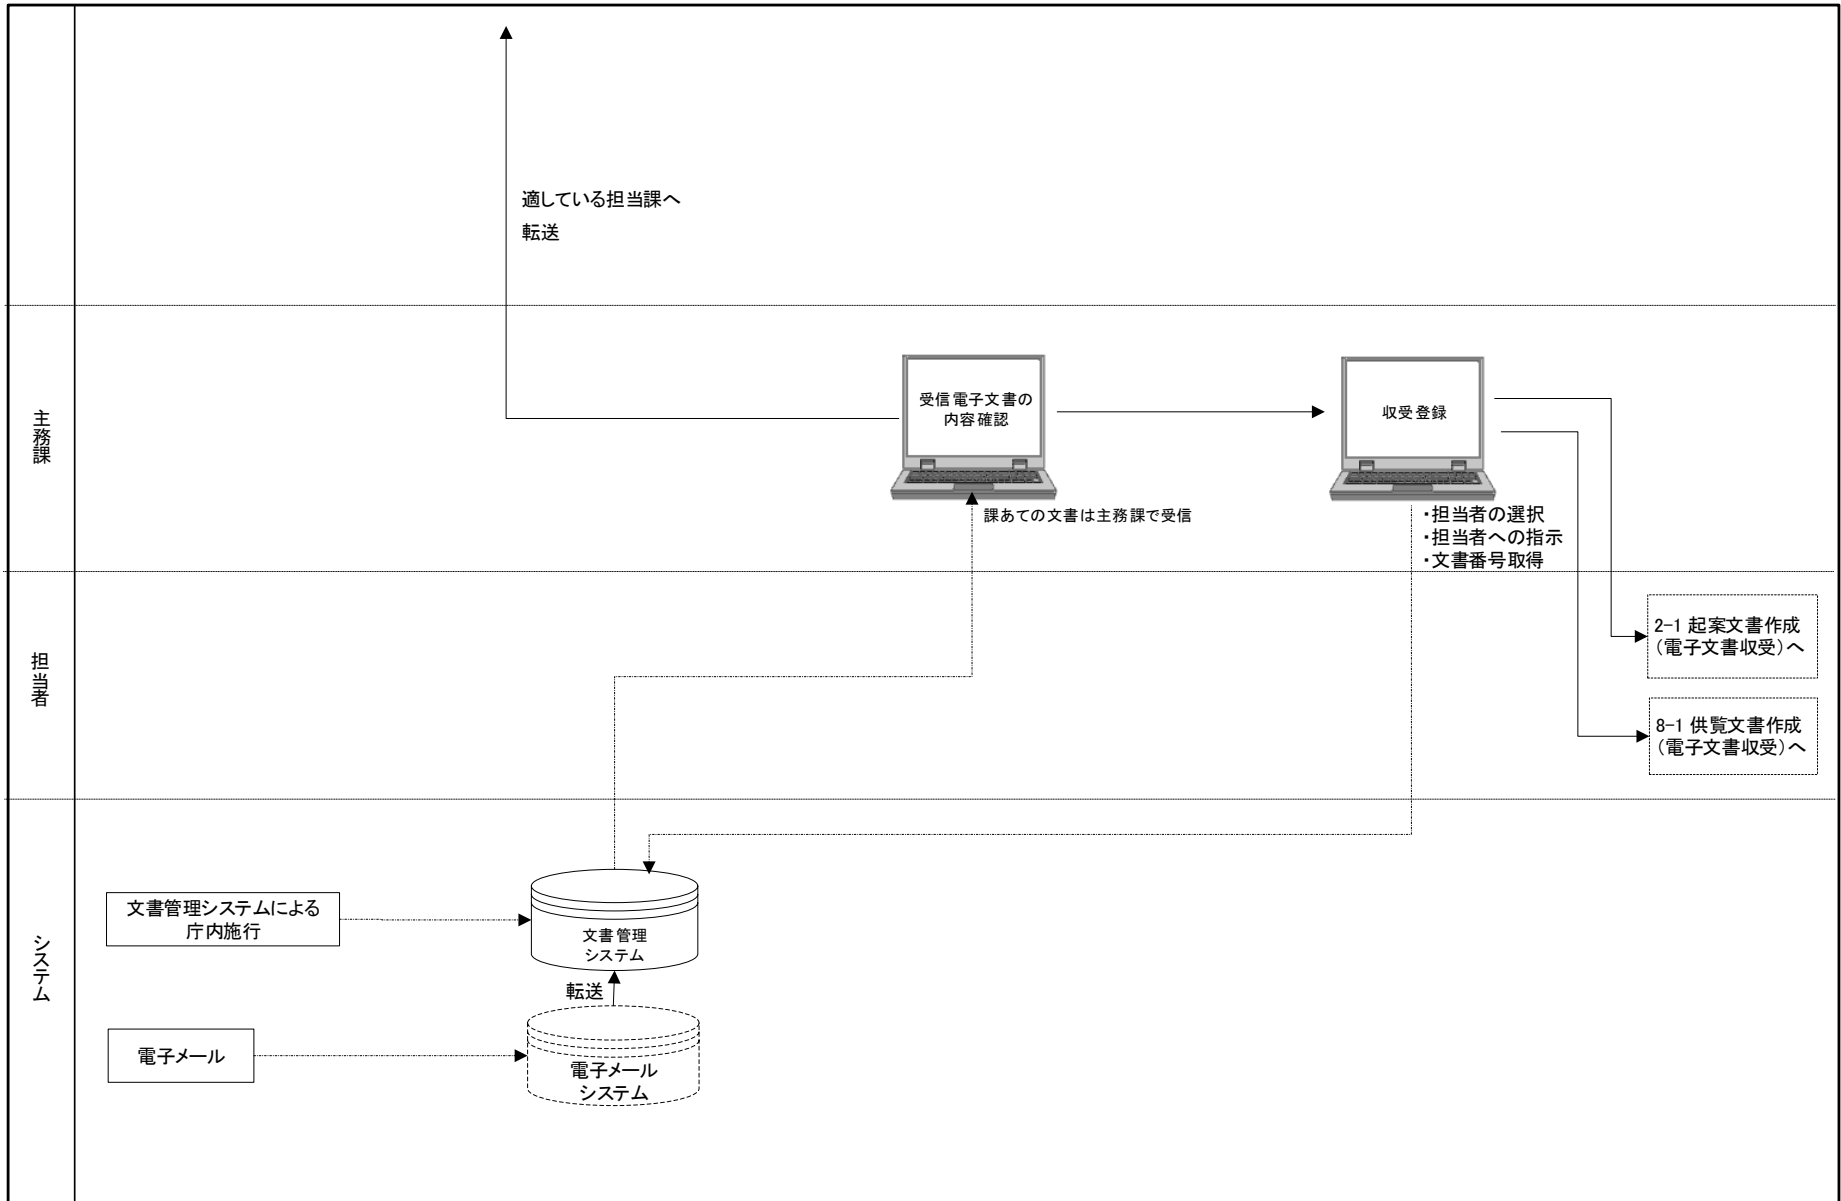 適している担当課へ
転送
主務課
受信電子文書の
内容確認
収受登録
課あての文書は主務課で受信
・担当者の選択
・担当者への指示
・文書番号取得
担当者
2-1 起案文書作成
（電子文書収受）へ
8-1 供覧文書作成
（電子文書収受）へ
システム
文書管理システムによる
庁内施行
文書管理
システム
転送
電子メール
電子メール
システム